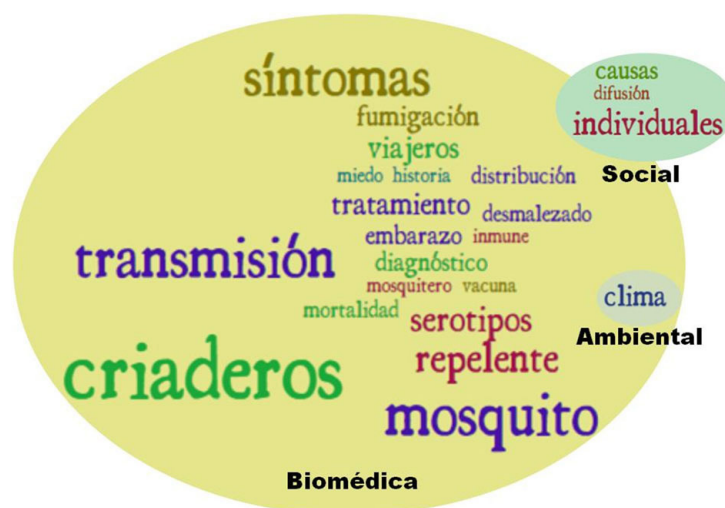 síntomas
causas
difusión
individuales
Social
fumigación
viajeros
miedo historia distribución
tratamiento desmalezado
embarazo inmune
transmisión
diagnóstico
mosquitero vacuna
mortalidad
serotipos
clima
Ambiental
criaderos
repelente
mosquito
Biomédica